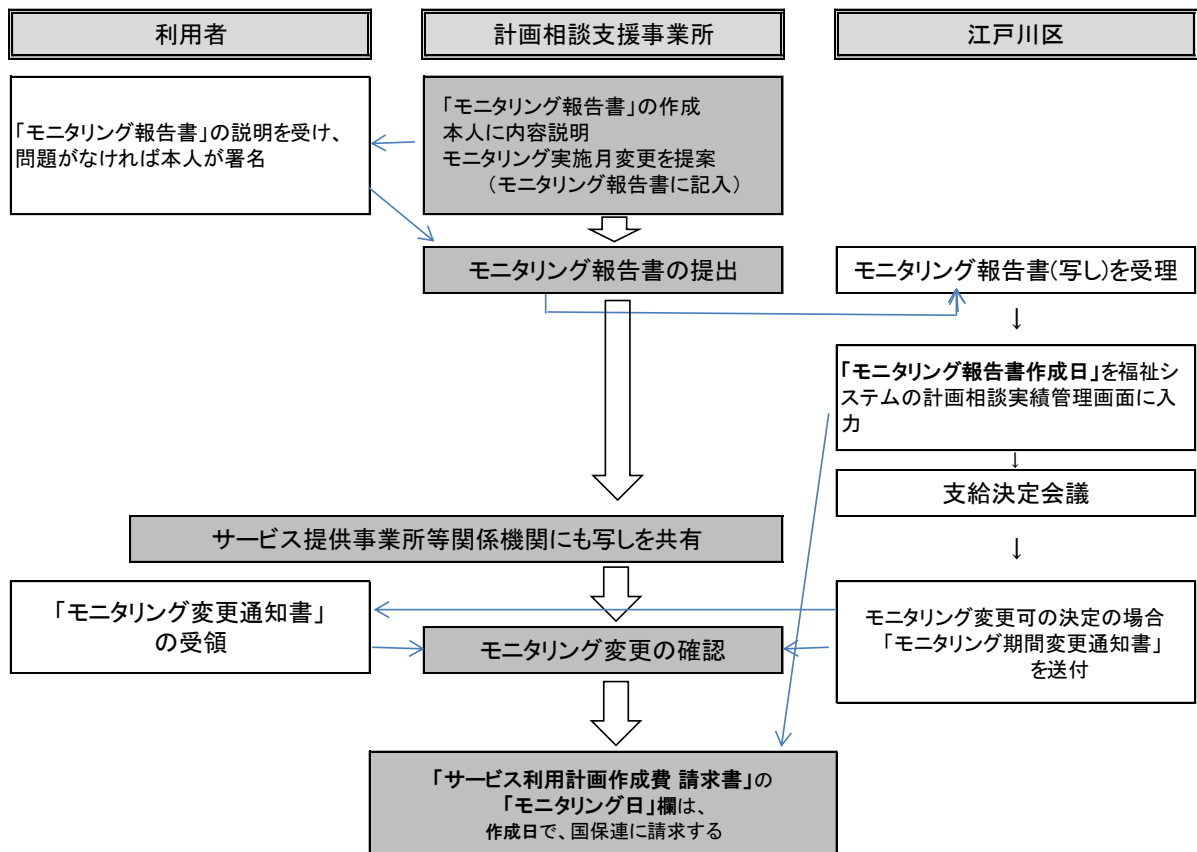 利用者
計画相談支援事業所
江戸川区
「モニタリング報告書」の説明を受け、
問題がなければ本人が署名
「モニタリング報告書」の作成
本人に内容説明
モニタリング実施月変更を提案
（モニタリング報告書に記入）
モニタリング報告書の提出
モニタリング報告書(写し)を受理
↓
「モニタリング報告書作成日」を福祉シ
ステムの計画相談実績管理画面に入
力
↓
支給決定会議
サービス提供事業所等関係機関にも写しを共有
↓
「モニタリング変更通知書」
の受領
モニタリング変更の確認
モニタリング変更可の決定の場合
「モニタリング期間変更通知書」
を送付
「サービス利用計画作成費 請求書」の
「モニタリング日」欄は、
作成日で、国保連に請求する